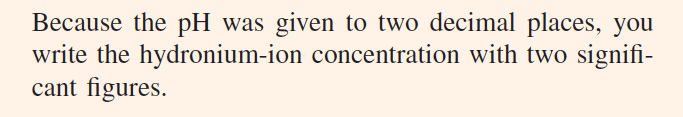 Because the pH was given to two decimal places, you
write the hydronium-ion concentration with two signifi-
cant figures.